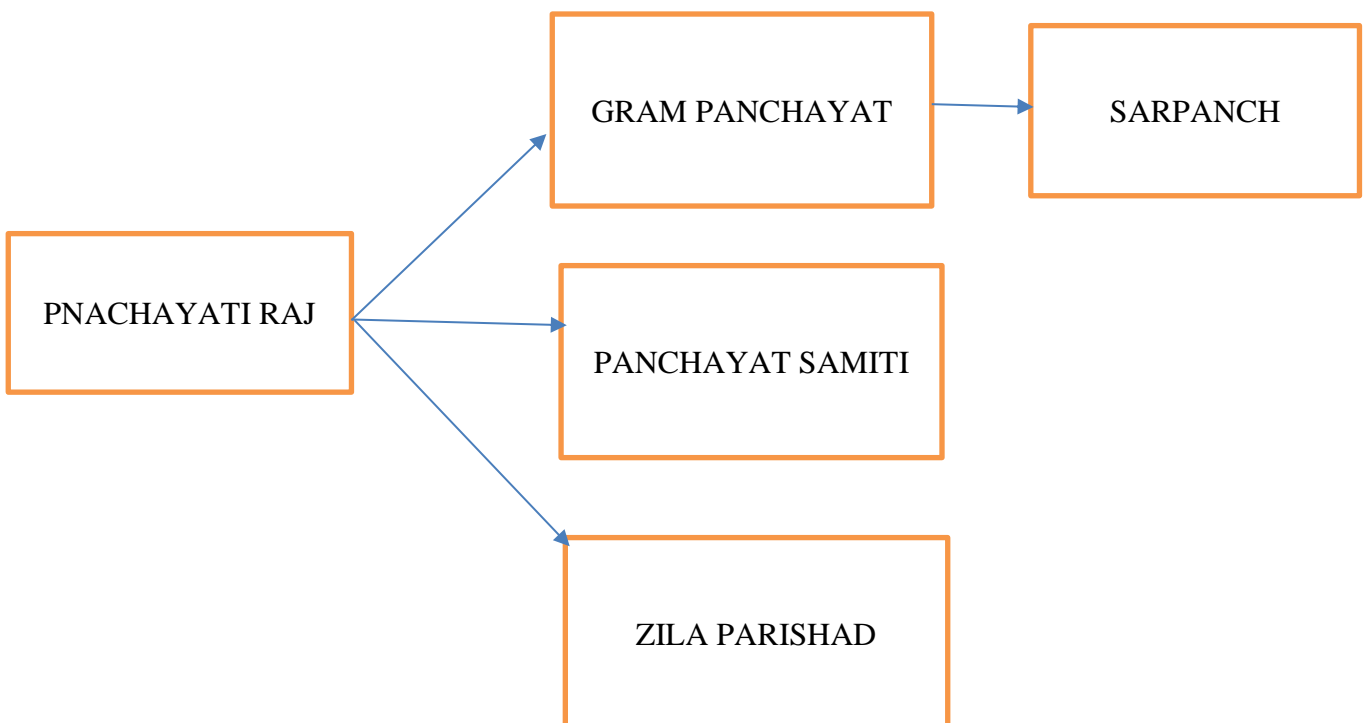 GRAM PANCHAYAT
SARPANCH
PNACHAYATI RAJ
PANCHAYAT SAMITI
ZILA PARISHAD